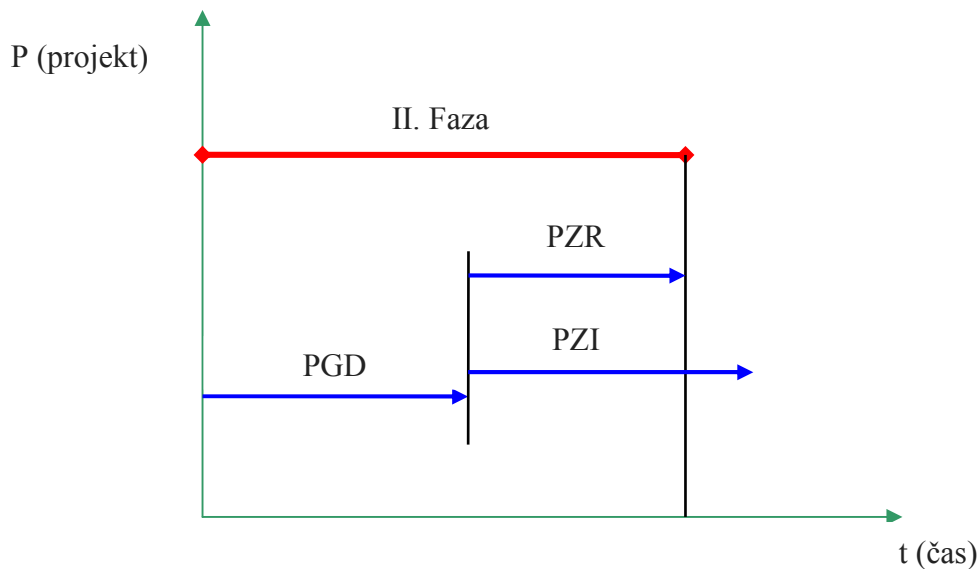 P (projekt)
II. Faza
PZR
PZI
PGD
t (čas)